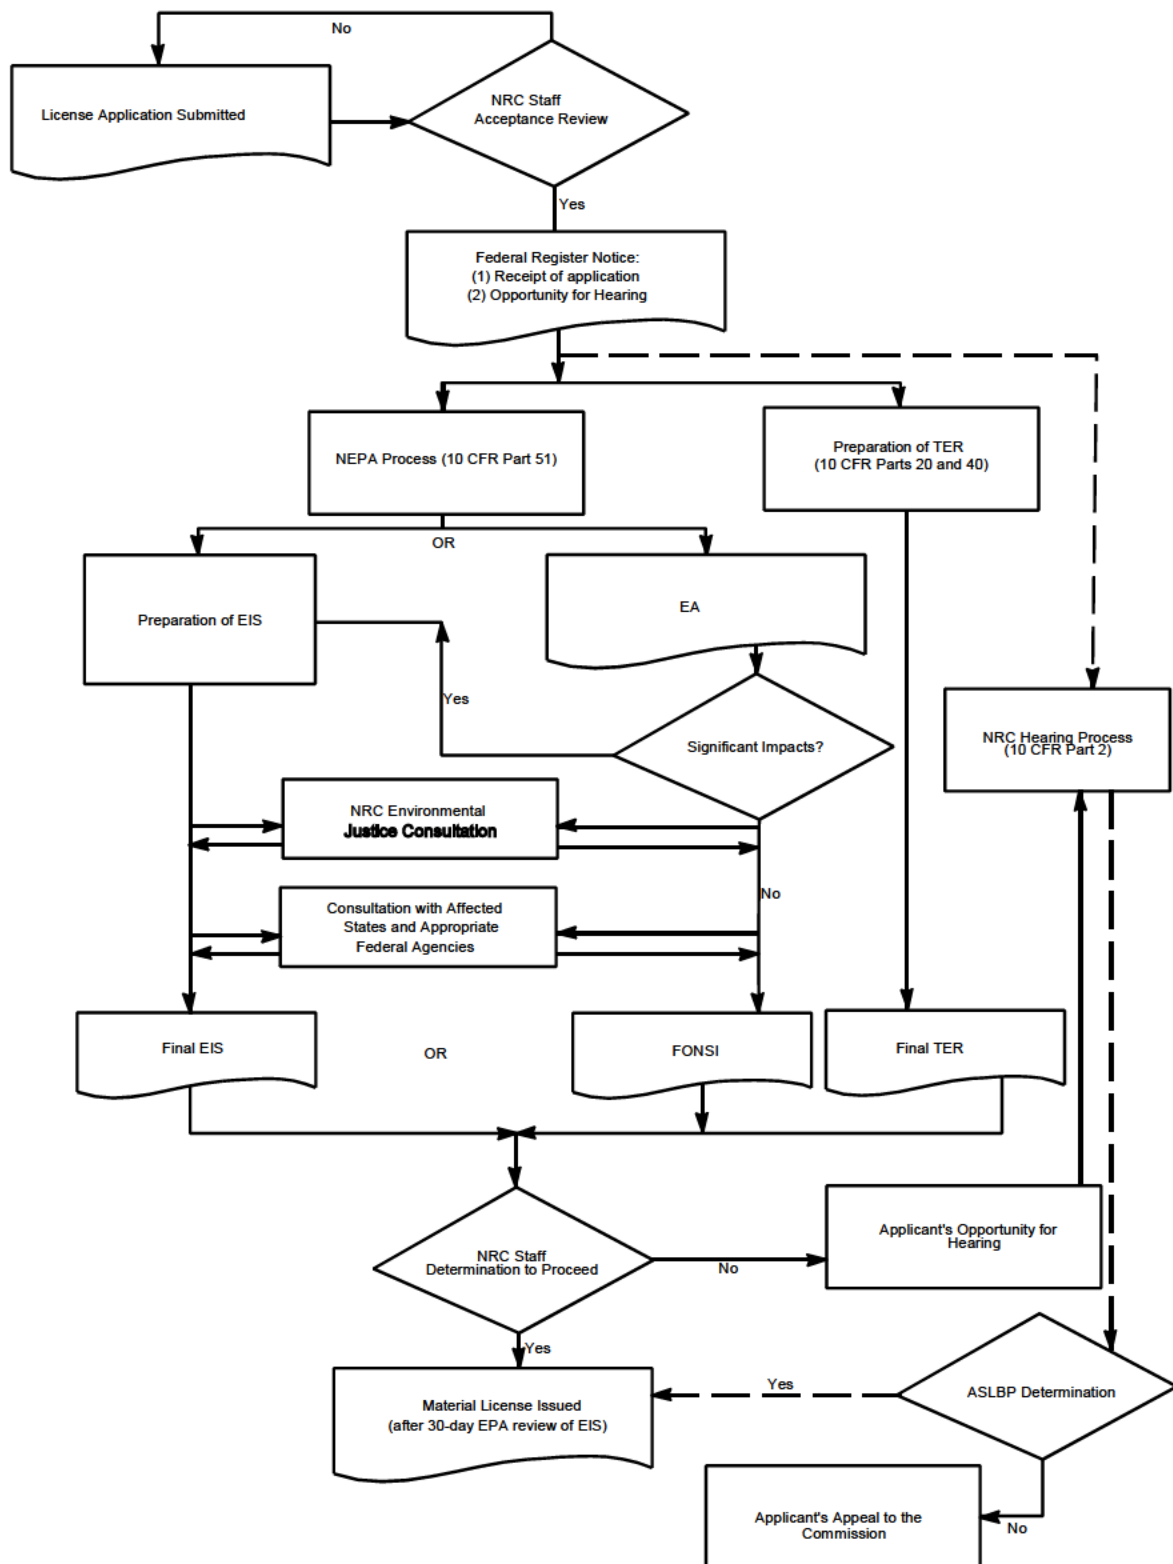 No
License Application Submitted
NRC Staff
Acceptance Review
Yes
Federal Register Notice:
(1) Receipt of application
(2) Opportunity for Hearing
NEPA Process (10 CFR Part 51)
Preparation of TER
(10 CFR Parts 20 and 40)
OR
Preparation of EIS
EA
Yes
Significant Impacts?
NRC Hearing Process
(10 CFR Part 2)
NRC Environmental
Justice Consultation
No
Consultation with Affected
States and Appropriate
Federal Agencies
Final EIS
OR
FONSI
Final TER
NRC Staff
Determination to Proceed
No
Applicant's Opportunity for
Hearing
Yes
Material License Issued
(after 30-day EPA review of EIS)
Yes
ASLBP Determination
No
Applicant's Appeal to the
Commission